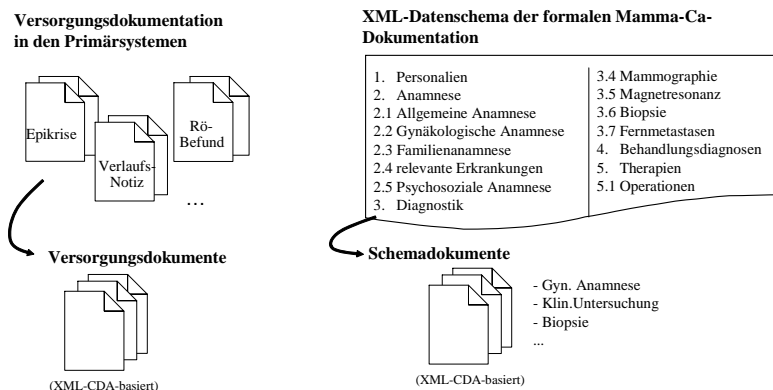 Versorgungsdokumentation
in den Primärsystemen
Epikrise
Verlaufs-
Notiz
Rö-
Befund
…
Versorgungsdokumente
(XML-CDA-basiert)
XML-Datenschema der formalen Mamma-Ca-
Dokumentation
1. Personalien
2. Anamnese
2.1 Allgemeine Anamnese
2.2 Gynäkologische Anamnese
2.3 Familienanamnese
2.4 relevante Erkrankungen
2.5 Psychosoziale Anamnese
3. Diagnostik
3.4 Mammographie
3.5 Magnetresonanz
3.6 Biopsie
3.7 Fernmetastasen
4. Behandlungsdiagnosen
5. Therapien
5.1 Operationen
Schemadokumente
- Gyn. Anamnese
- Klin.Untersuchung
- Biopsie
...
(XML-CDA-basiert)